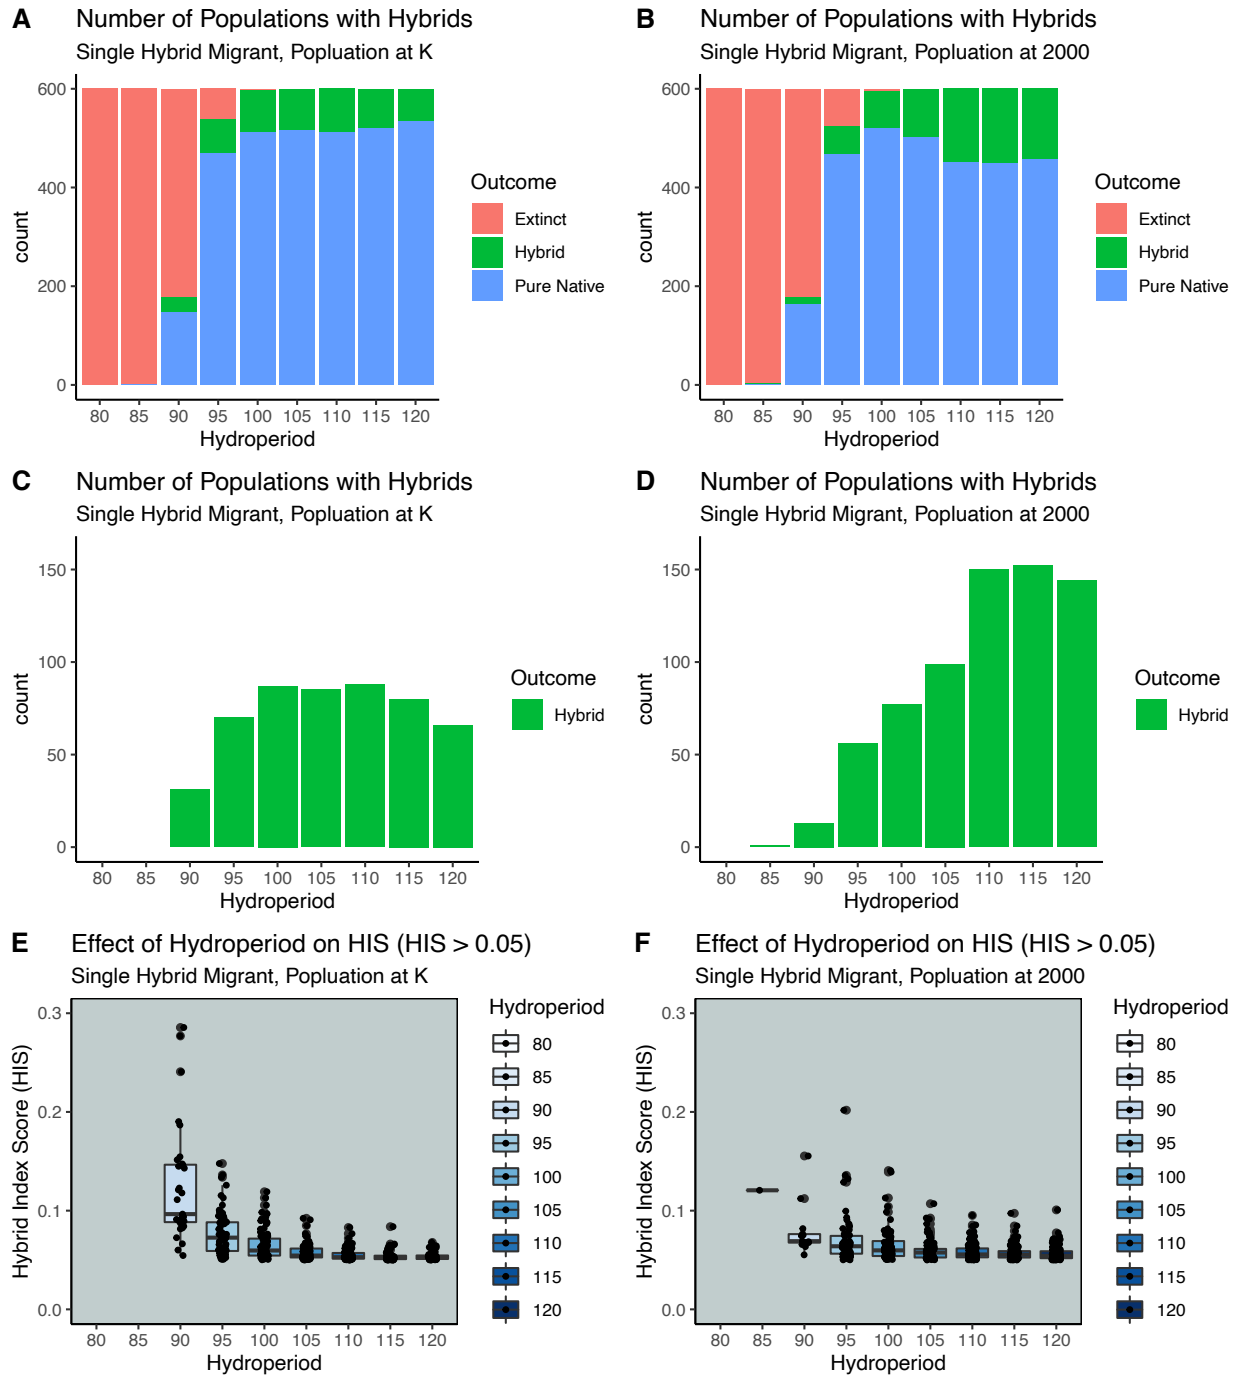 A Number of Populations with Hybrids
Single Hybrid Migrant, Popluation at K
600
400
200
0
count
80 85 90 95 100 105 110 115 120
Hydroperiod
Outcome
Extinct
Hybrid
Pure Native
B Number of Populations with Hybrids
Single Hybrid Migrant, Popluation at 2000
600
400
200
0
count
80 85 90 95 100 105 110 115 120
Hydroperiod
Outcome
Extinct
Hybrid
Pure Native
C Number of Populations with Hybrids
Single Hybrid Migrant, Popluation at K
150
100
50
0
count
80 85 90 95 100 105 110 115 120
Hydroperiod
Outcome
Hybrid
D Number of Populations with Hybrids
Single Hybrid Migrant, Popluation at 2000
150
100
50
0
count
80 85 90 95 100 105 110 115 120
Hydroperiod
Outcome
Hybrid
E Effect of Hydroperiod on HIS (HIS > 0.05)
Single Hybrid Migrant, Popluation at K
0.3
0.2
0.1
0.0
Hybrid Index Score (HIS)
80 85 90 95 100 105 110 115 120
Hydroperiod
Hydroperiod
80
85
90
95
100
105
110
115
120
F Effect of Hydroperiod on HIS (HIS > 0.05)
Single Hybrid Migrant, Popluation at 2000
0.3
0.2
0.1
0.0
Hybrid Index Score (HIS)
80 85 90 95 100 105 110 115 120
Hydroperiod
Hydroperiod
80
85
90
95
100
105
110
115
120